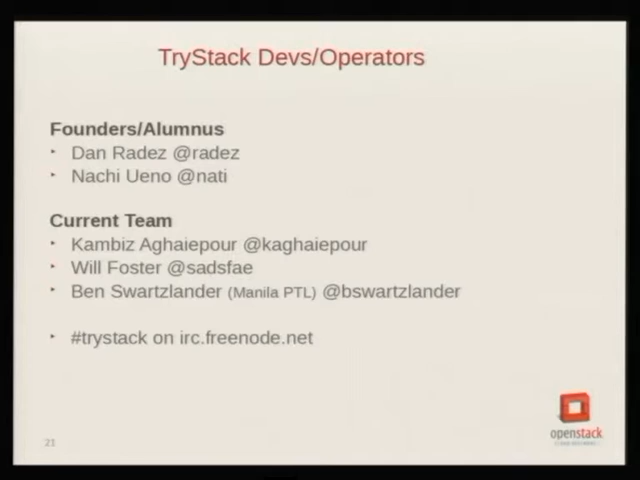 TryStack Devs/Operators
Founders/Alumnus
‣ Dan Radez @radez
‣ Nachi Ueno @nati
Current Team
‣ Kambiz Aghaiepour @kaghaiepour
‣ Will Foster @sadsfae
‣ Ben Swartzlander (Manila PTL) @bswartzlander
‣ #trystack on irc.freenode.net
openstack
21